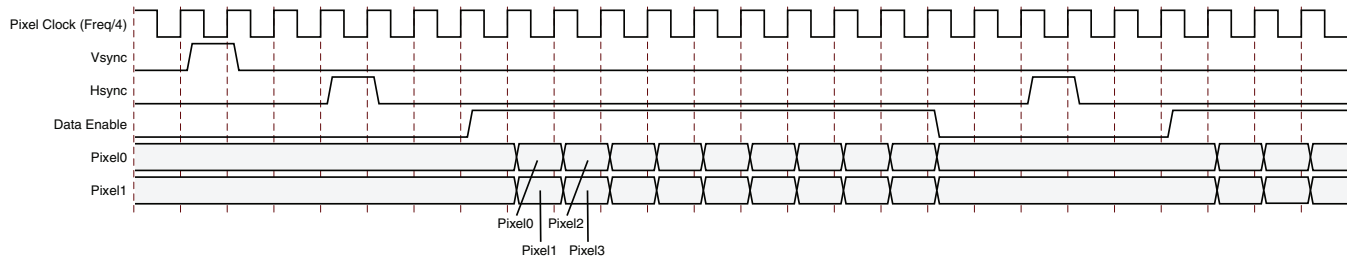 Pixel Clock (Freq/4)
Vsync
Hsync
Data Enable
Pixel0
Pixel1
Pixel0 Pixel2
Pixel1 Pixel3